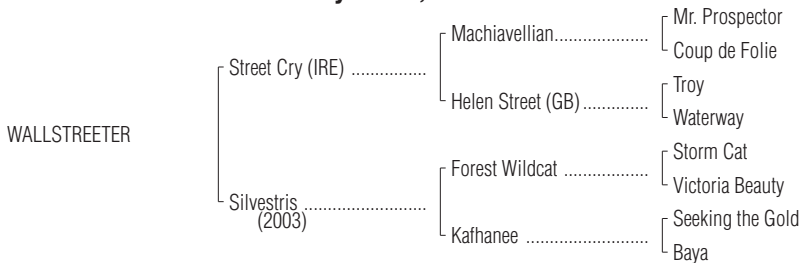 Mr. Prospector
Machiavellian....................
Coup de Folie
Street Cry (IRE) ................
Troy
Helen Street (GB)..............
Waterway
WALLSTREETER
Storm Cat
Forest Wildcat ..................
Victoria Beauty
Silvestris ..........................
(2003)
Seeking the Gold
Kafhanee ..........................
Baya